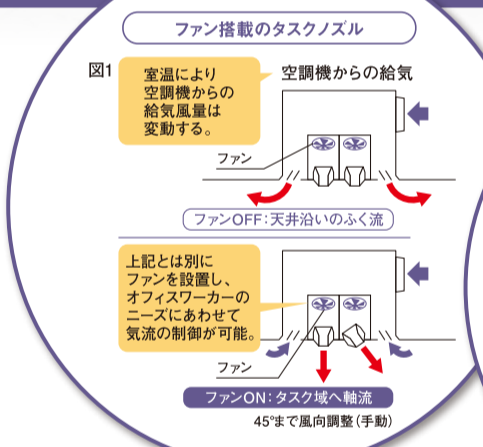 ファン搭載のタスクノズル
図1
室温により
空調機からの
給気風量は
変動する。
空調機からの給気
ファン
ファンOFF：天井沿いのふく流
上記とは別に
ファンを設置し、
オフィスワーカーの
ニーズにあわせて
気流の制御が可能。
ファン
ファンON：タスク域へ軸流
45°まで風向調整（手動）